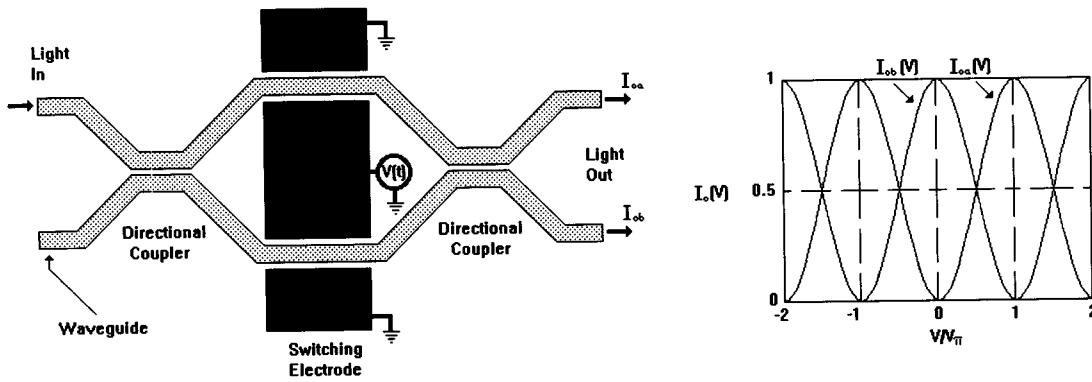 Light
In
Directional
Coupler
Waveguide
Switching
Electrode
V(t)
Directional
Coupler
Light
Out
I_oa
I_ob
I_ob(V)
I_oa(V)
I_o(V)
1
0.5
0
-2
-1
0
1
2
V/V_π
1